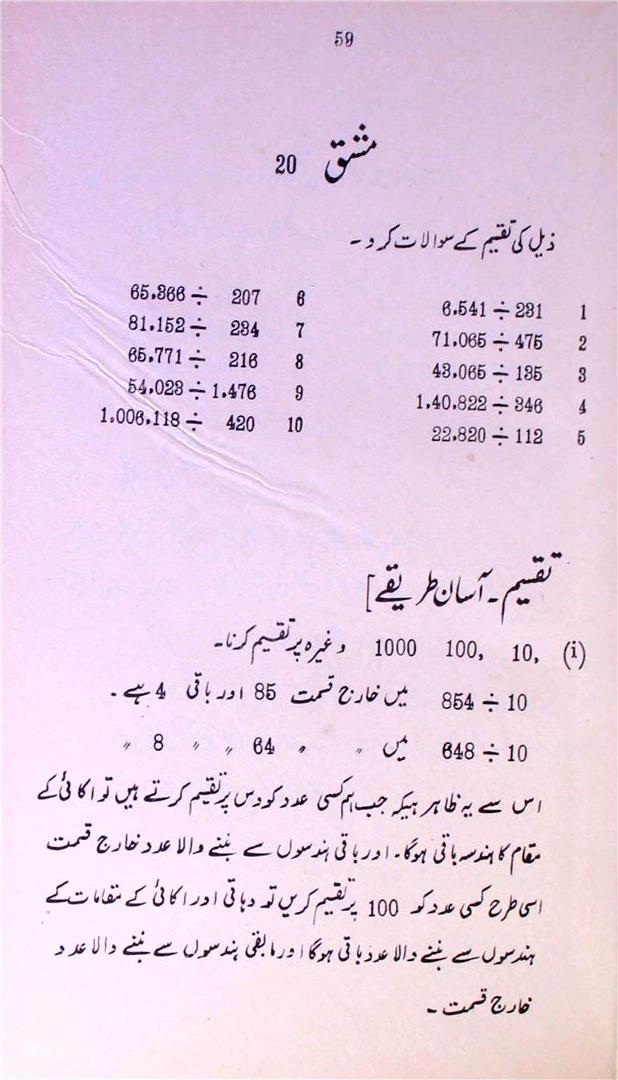 59
مشق 20
ذیل کی تقسیم کے سوالات کرو ۔
1 6.541 ÷ 231
2 71.065 ÷ 475
3 43.065 ÷ 135
4 1.40.822 ÷ 346
5 22.820 ÷ 112
6 65.366 ÷ 207
7 81.152 ÷ 234
8 65.771 ÷ 216
9 54.023 ÷ 1.476
10 1.006.118 ÷ 420
تقسیم ۔ آسان طریقے]
(i) 10, 100, 1000 وغیرہ پر تقسیم کرنا۔
854 ÷ 10 میں خارج قسمت 85 اور باقی 4 ہے ۔
648 ÷ 10 میں 〃 〃 64 〃 〃 8 〃
اس سے یہ ظاہر ہیکہ جب ہم کسی عدد کو دس پر تقسیم کرتے ہیں تو اکائی کے
مقام کا ہندسہ باقی ہوگا۔ اور باقی ہندسوں سے بننے والا عدد خارج قسمت
اسی طرح کسی عدد کو 100 پر تقسیم کریں تو دہائی اور اکائی کے مقامات کے
ہندسوں سے بننے والا عدد باقی ہوگا اور مابقی ہندسوں سے بننے والا عدد
خارج قسمت ۔